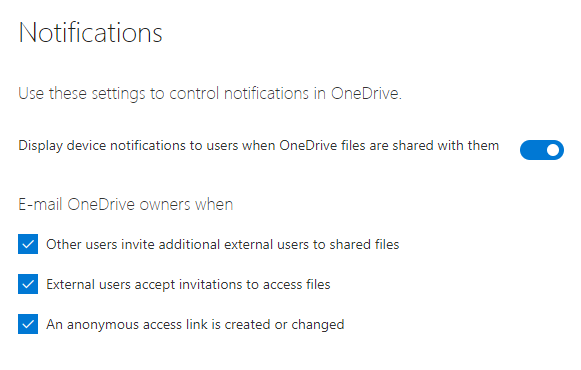 Notifications
Use these settings to control notifications in OneDrive.
Display device notifications to users when OneDrive files are shared with them
E-mail OneDrive owners when
Other users invite additional external users to shared files
External users accept invitations to access files
An anonymous access link is created or changed